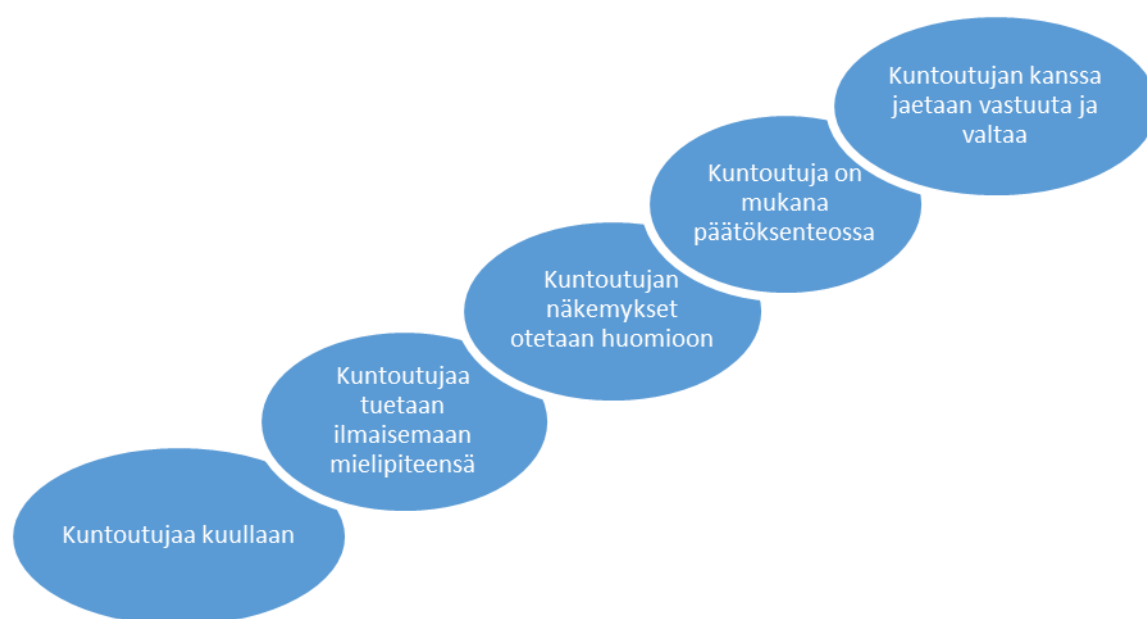 Kuntoutujan kanssa
jaetaan vastuuta ja
valtaa
Kuntoutuja on
mukana
päätöksenteossa
Kuntoutujan
näkemykset
otetaan huomioon
Kuntoutujaa
tuetaan
ilmaisemaan
mielipiteensä
Kuntoutujaa kuullaan